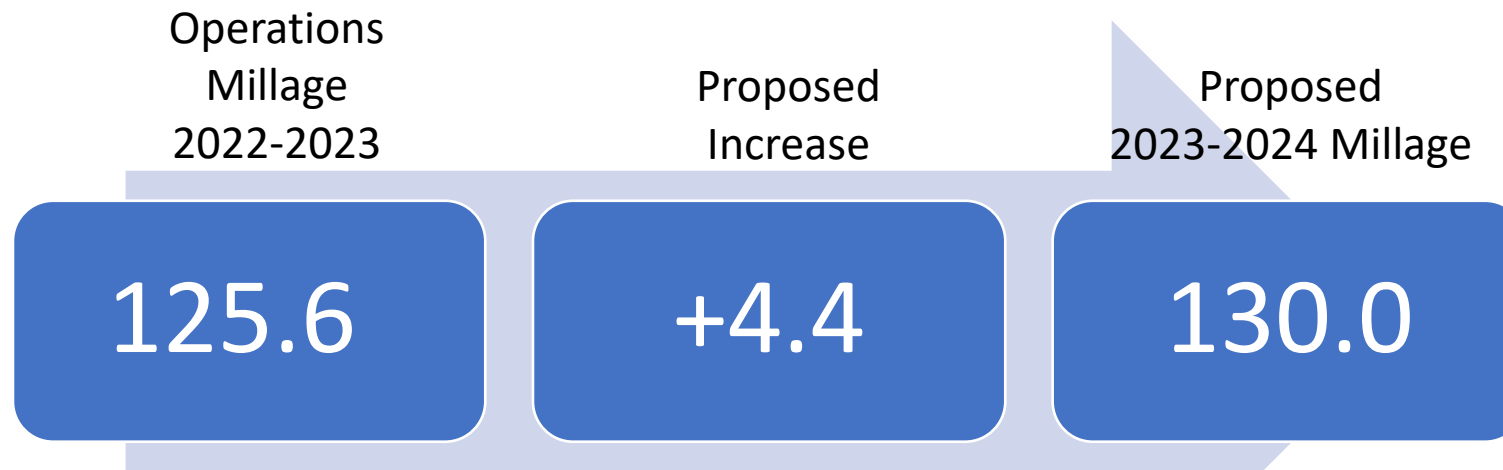 Operations
Millage
2022-2023
Proposed
Increase
Proposed
2023-2024 Millage
125.6
+4.4
130.0